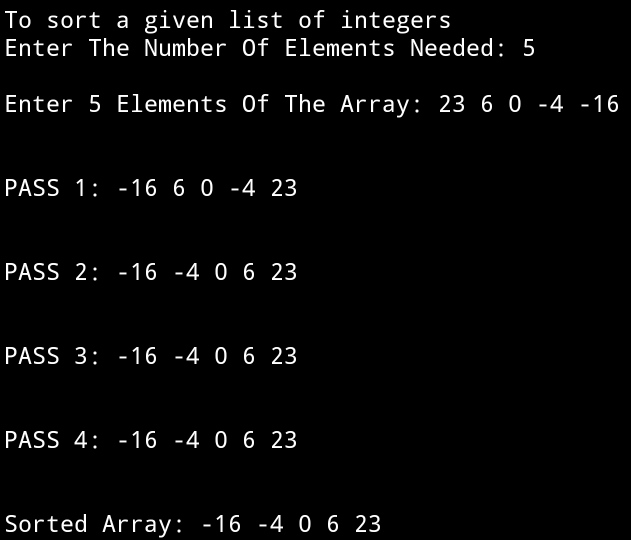 To sort a given list of integers
Enter The Number Of Elements Needed: 5
Enter 5 Elements Of The Array: 23 6 0 -4 -16
PASS 1: -16 6 0 -4 23
PASS 2: -16 -4 0 6 23
PASS 3: -16 -4 0 6 23
PASS 4: -16 -4 0 6 23
Sorted Array: -16 -4 0 6 23